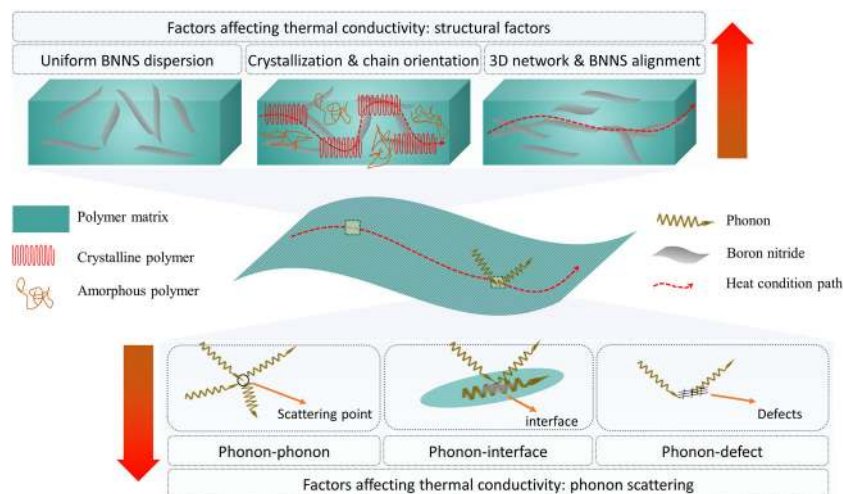 Factors affecting thermal conductivity: structural factors
Uniform BNNS dispersion
Crystallization & chain orientation
3D network & BNNS alignment
Polymer matrix
Crystalline polymer
Amorphous polymer
Phonon
Boron nitride
Heat condition path
Scattering point
interface
Defects
Phonon-phonon
Phonon-interface
Phonon-defect
Factors affecting thermal conductivity: phonon scattering